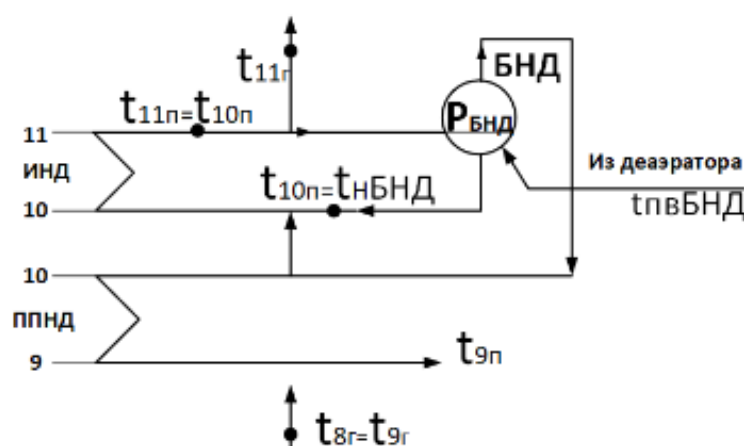 t11г
БНД
t11п=t10п
PБНД
11
ИНД
Из деаэратора
t10п=tнБНД
tпвБНД
10
10
ППНД
9
t9п
t8г=t9г